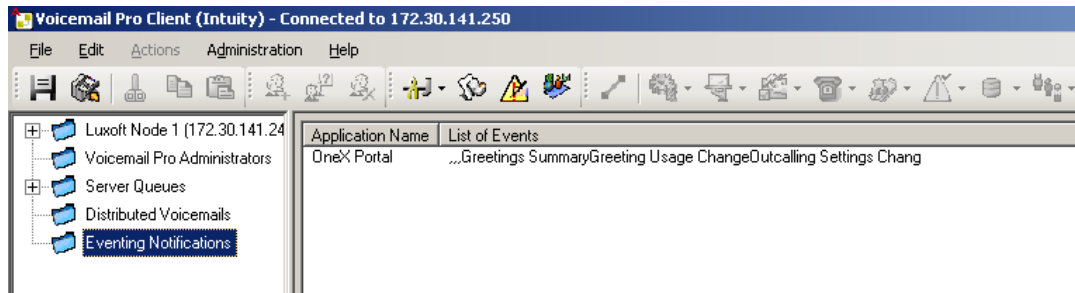 Voicemail Pro Client (Intuity) - Connected to 172.30.141.250
File Edit Actions Administration Help
Luxoft Node 1 (172.30.141.24
Voicemail Pro Administrators
Server Queues
Distributed Voicemails
Eventing Notifications
Application Name List of Events
OneX Portal ,,,Greetings SummaryGreeting Usage ChangeOutcalling Settings Chang